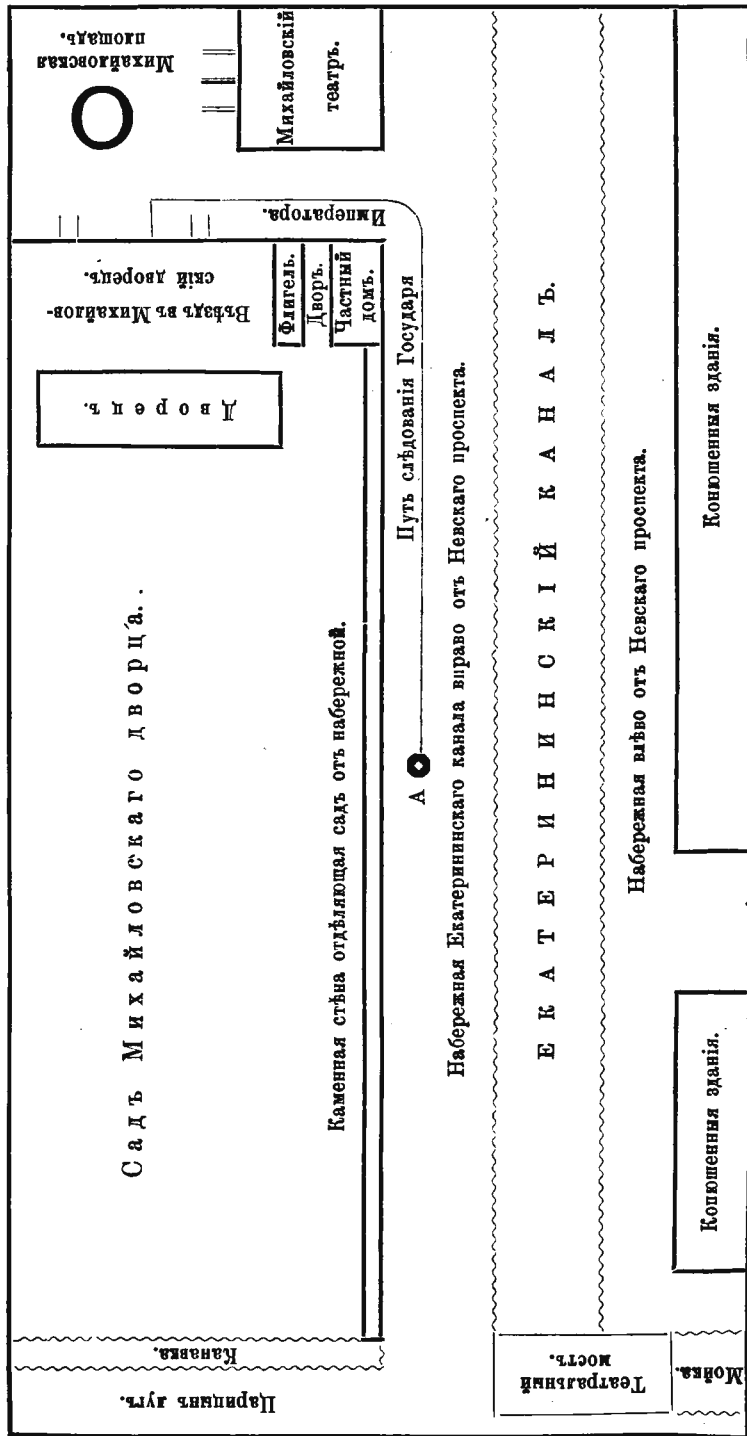 Михайловская
площадь.
Михайловскій
театръ.
Императора.
Въѣздъ въ Михайлов-
скій дворецъ.
Флигель.
Дворъ.
Частный
домъ.
Дворецъ.
Путь слѣдованія Государя
Садъ Михайловскаго дворца.
Каменная стѣна отдѣляющая садъ отъ набережной.
А
Набережная Екатерининскаго канала вправо отъ Невскаго проспекта.
ЕКАТЕРИНИНСКІЙ КАНАЛЪ.
Набережная влѣво отъ Невскаго проспекта.
Конюшенныя зданія.
Конюшенныя зданія.
Канавка.
Царицынъ лугъ.
Театральный
мостъ.
Мойка.